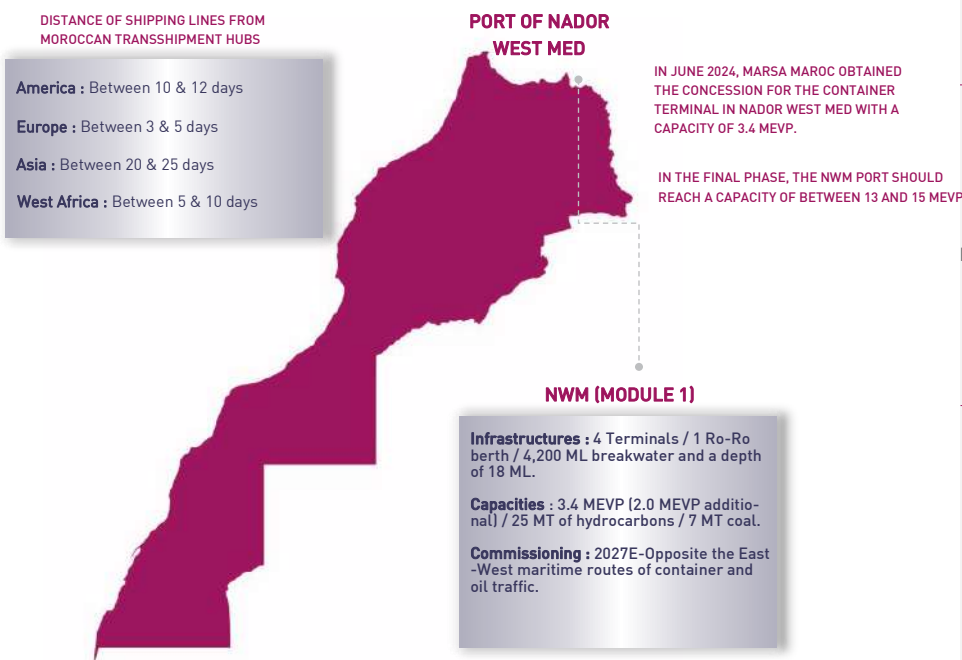 DISTANCE OF SHIPPING LINES FROM
MOROCCAN TRANSSHIPMENT HUBS
America : Between 10 & 12 days
Europe : Between 3 & 5 days
Asia : Between 20 & 25 days
West Africa : Between 5 & 10 days
PORT OF NADOR
WEST MED
IN JUNE 2024, MARSA MAROC OBTAINED
THE CONCESSION FOR THE CONTAINER
TERMINAL IN NADOR WEST MED WITH A
CAPACITY OF 3.4 MEVP.
IN THE FINAL PHASE, THE NWM PORT SHOULD
REACH A CAPACITY OF BETWEEN 13 AND 15 MEVP
NWM (MODULE 1)
Infrastructures : 4 Terminals / 1 Ro-Ro
berth / 4,200 ML breakwater and a depth
of 18 ML.
Capacities : 3.4 MEVP (2.0 MEVP additio-
nal) / 25 MT of hydrocarbons / 7 MT coal.
Commissioning : 2027E-Opposite the East
-West maritime routes of container and
oil traffic.